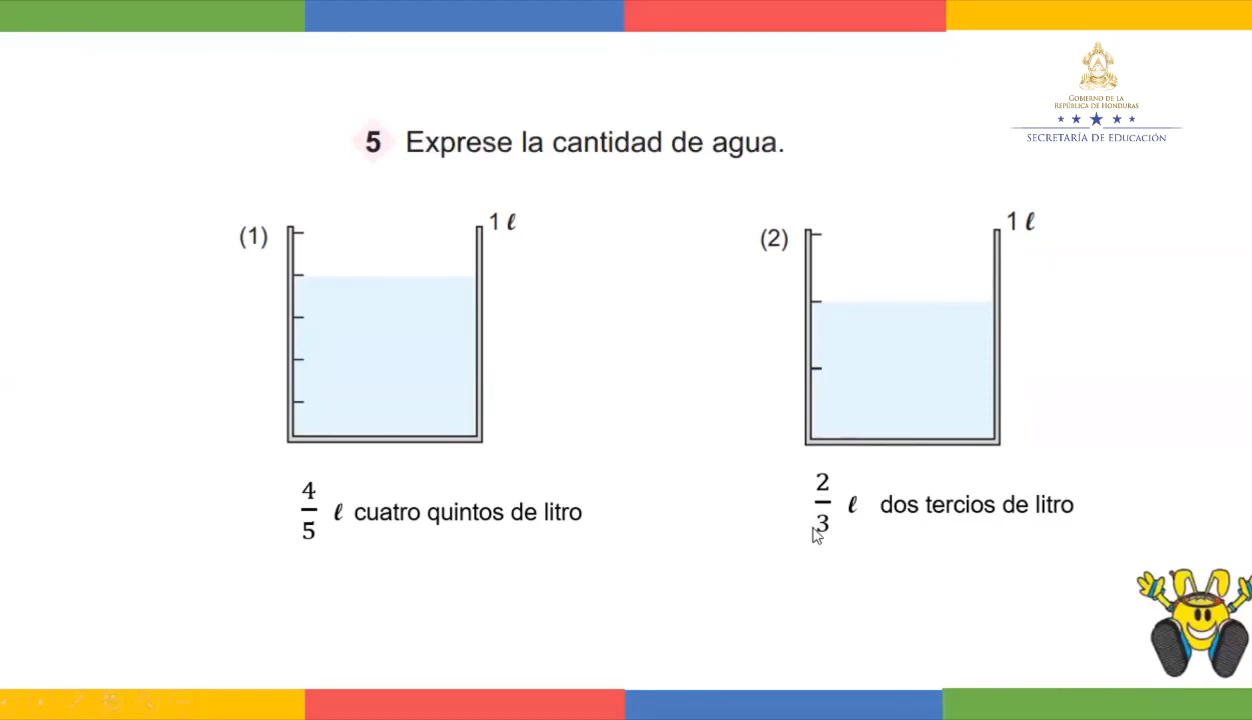 GOBIERNO DE LA
REPÚBLICA DE HONDURAS
SECRETARÍA DE EDUCACIÓN
5 Exprese la cantidad de agua.
(1) 1 ℓ
(2) 1 ℓ
4/5 ℓ cuatro quintos de litro
2/3 ℓ dos tercios de litro